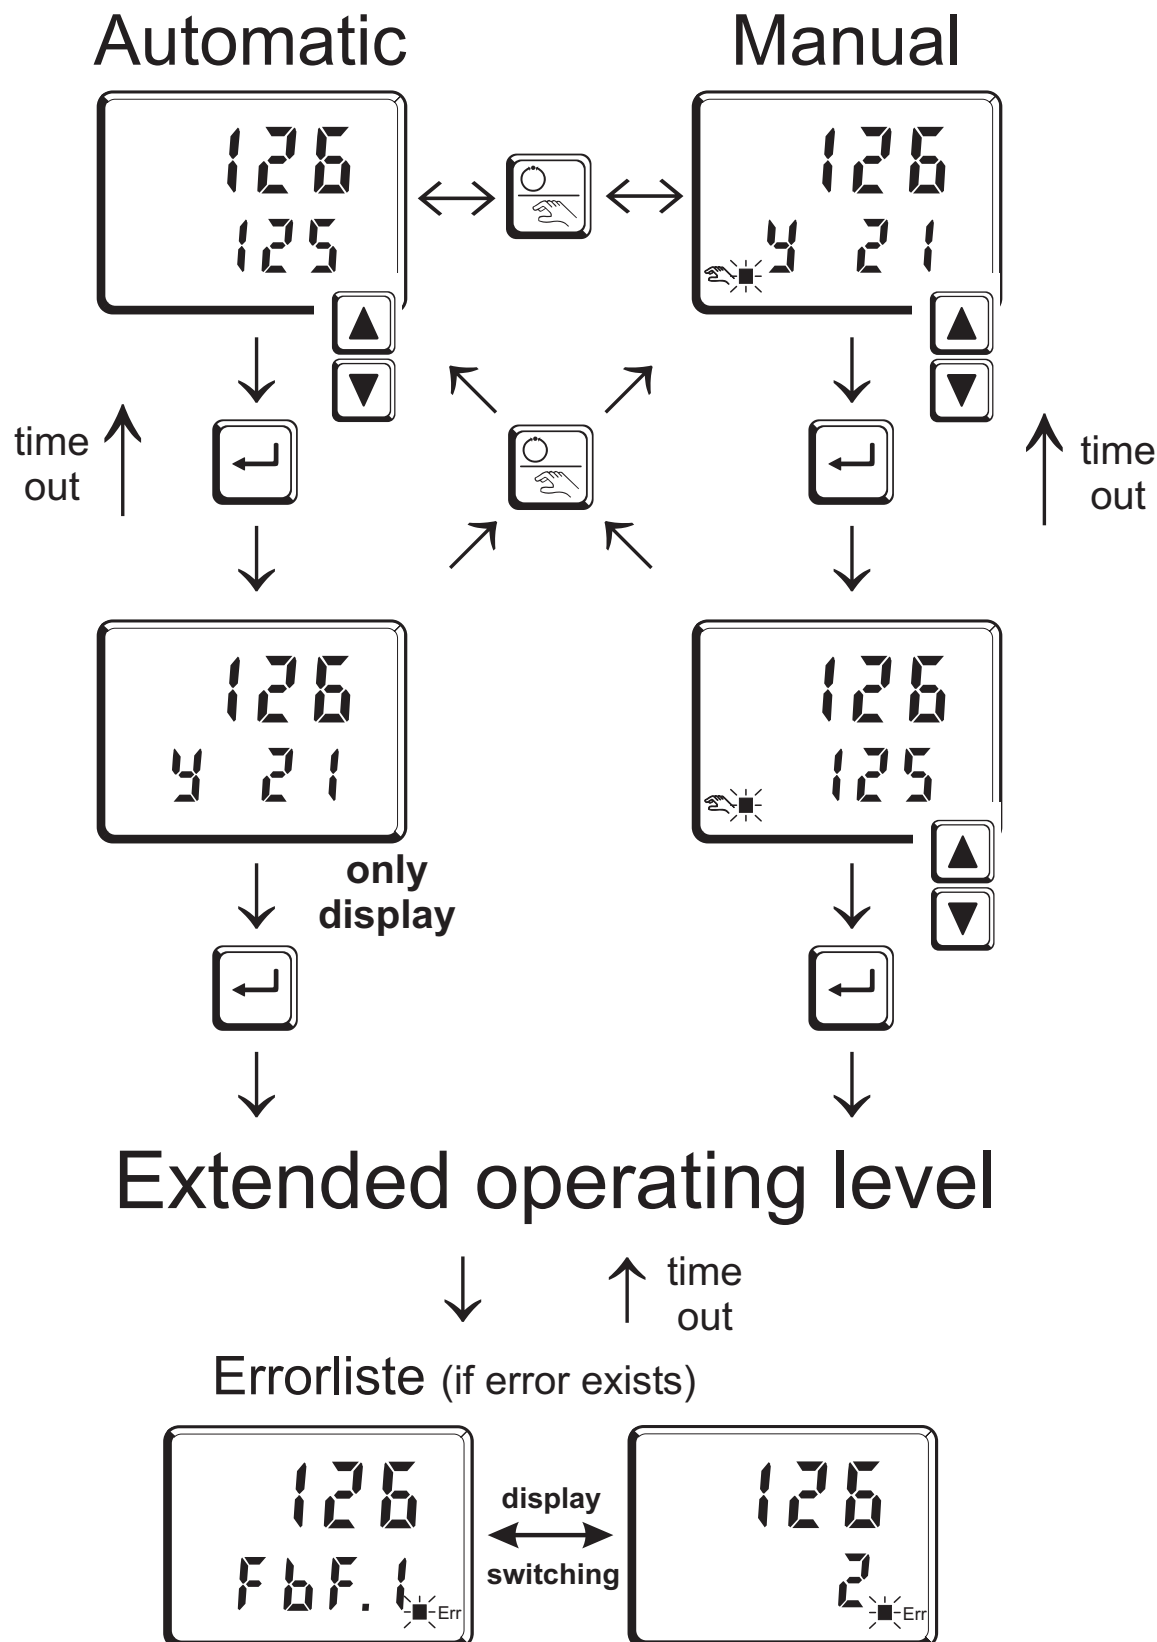 Automatic Manual
126 126
125 y 21
time out time out
126 126
y 21 125
only
display
Extended operating level
time
out
Errorliste (if error exists)
126 display 126
FbF.1 switching 2
Err Err